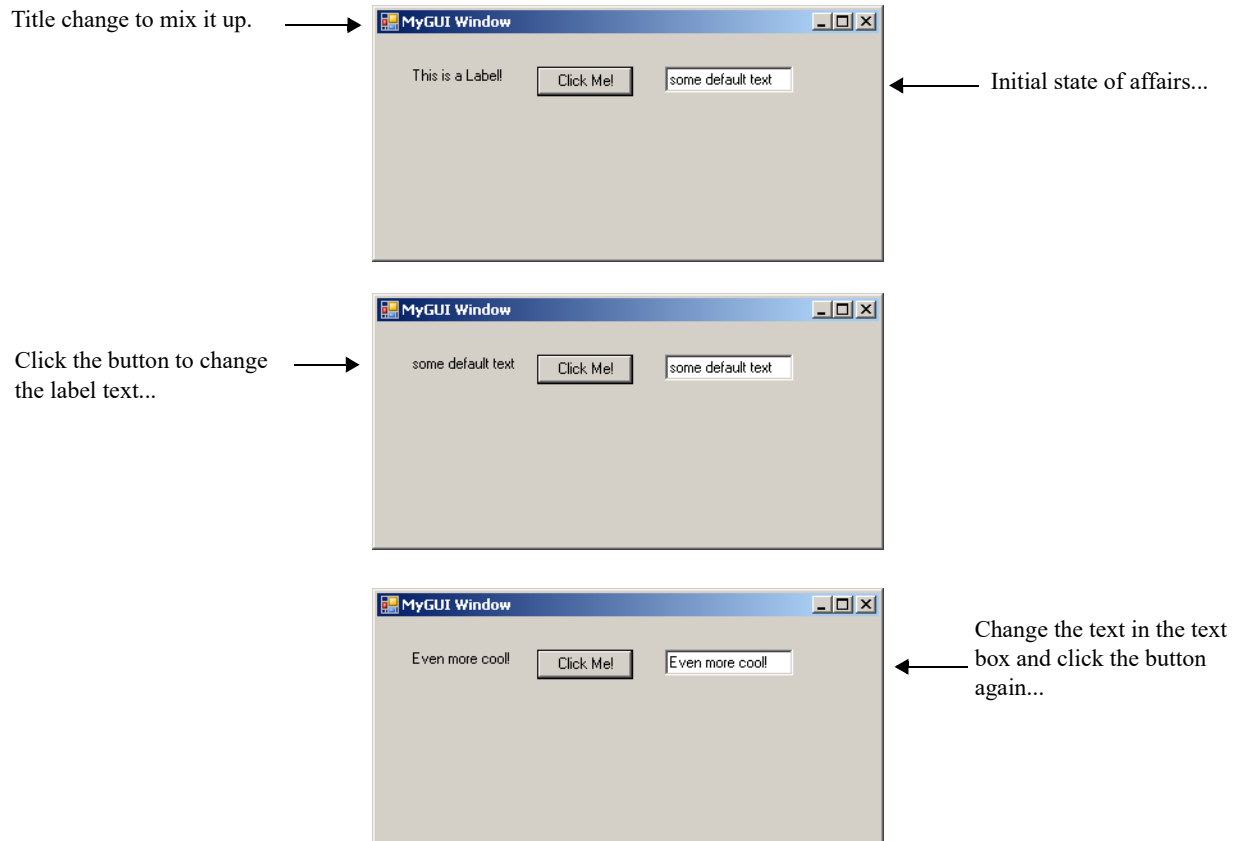 Title change to mix it up.
MyGUI Window
This is a Label!
Click Me!
some default text
Initial state of affairs...
MyGUI Window
Click the button to change
the label text...
some default text
Click Me!
some default text
MyGUI Window
Even more cool!
Click Me!
Even more cool!
Change the text in the text
box and click the button
again...